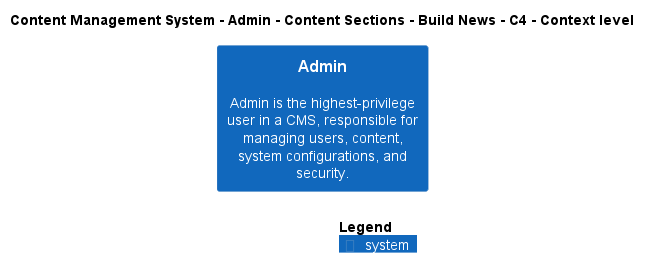 Content Management System - Admin - Content Sections - Build News - C4 - Context level
Admin
Admin is the highest-privilege
user in a CMS, responsible for
managing users, content,
system configurations, and
security.
Legend
system